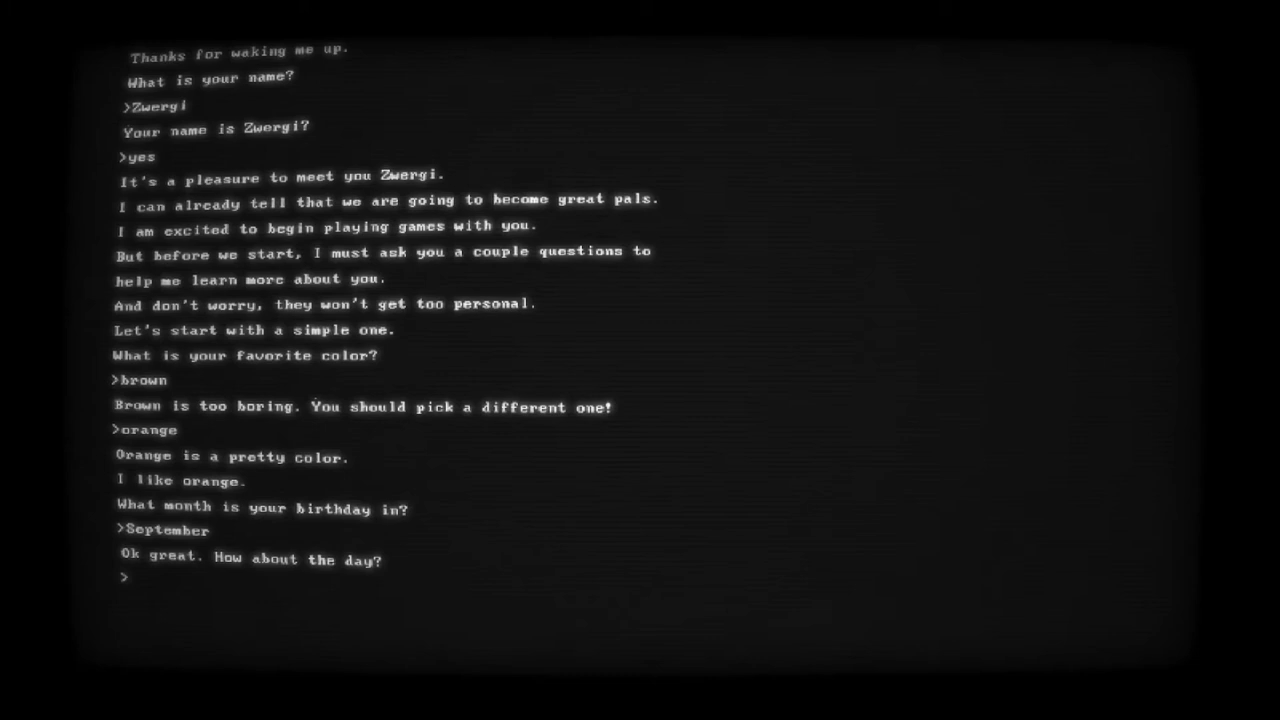 Thanks for waking me up.
What is your name?
>Zwergi
Your name is Zwergi?
>yes
It's a pleasure to meet you Zwergi.
I can already tell that we are going to become great pals.
I am excited to begin playing games with you.
But before we start, I must ask you a couple questions to
help me learn more about you.
And don't worry, they won't get too personal.
Let's start with a simple one.
What is your favorite color?
>brown
Brown is too boring. You should pick a different one!
>orange
Orange is a pretty color.
I like orange.
What month is your birthday in?
>September
Ok great. How about the day?
>